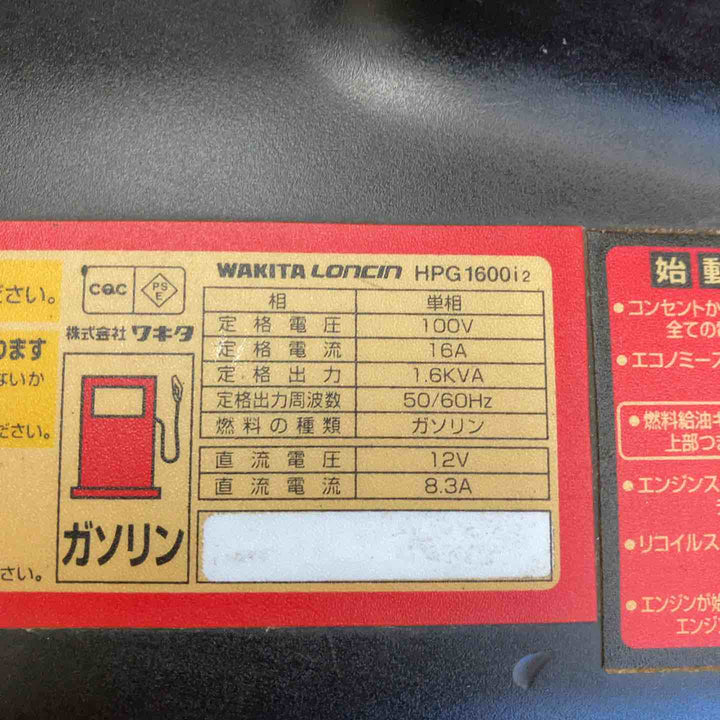 ださい。
ります
ないか
ださい。
さい。
cqc
PS
E
株式会社 ワキタ
ガソリン
WAKITA LONCIN HPG1600i2
相 単相
定格電圧 100V
定格電流 16A
定格出力 1.6KVA
定格出力周波数 50/60Hz
燃料の種類 ガソリン
直流電圧 12V
直流電流 8.3A
始動
●コンセントか
全ての
●エコノミース
●燃料給油キ
上部つ
●エンジンス
●リコイルス
●エンジンが始
エンジ